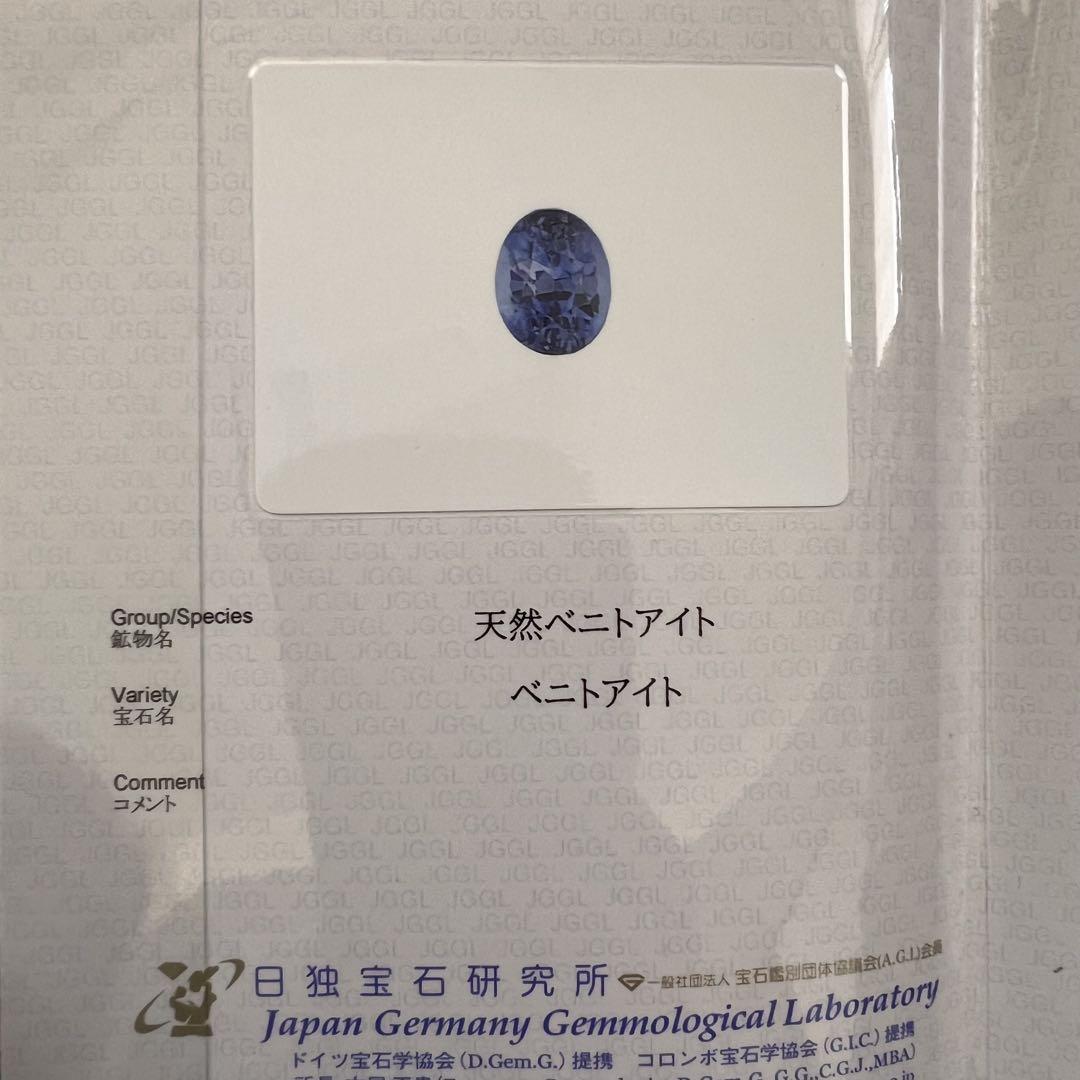 Group/Species
鉱物名
天然ベニトアイト
Variety
宝石名
ベニトアイト
Comment
コメント
日独宝石研究所
一般社団法人 宝石鑑別団体協議会(A.G.L)会員
Japan Germany Gemmological Laboratory
ドイツ宝石学協会(D.Gem.G.)提携 コロンボ宝石学協会(G.I.C.)提携
D.Gem.G.,G.G.,C.G.J.,MBA)